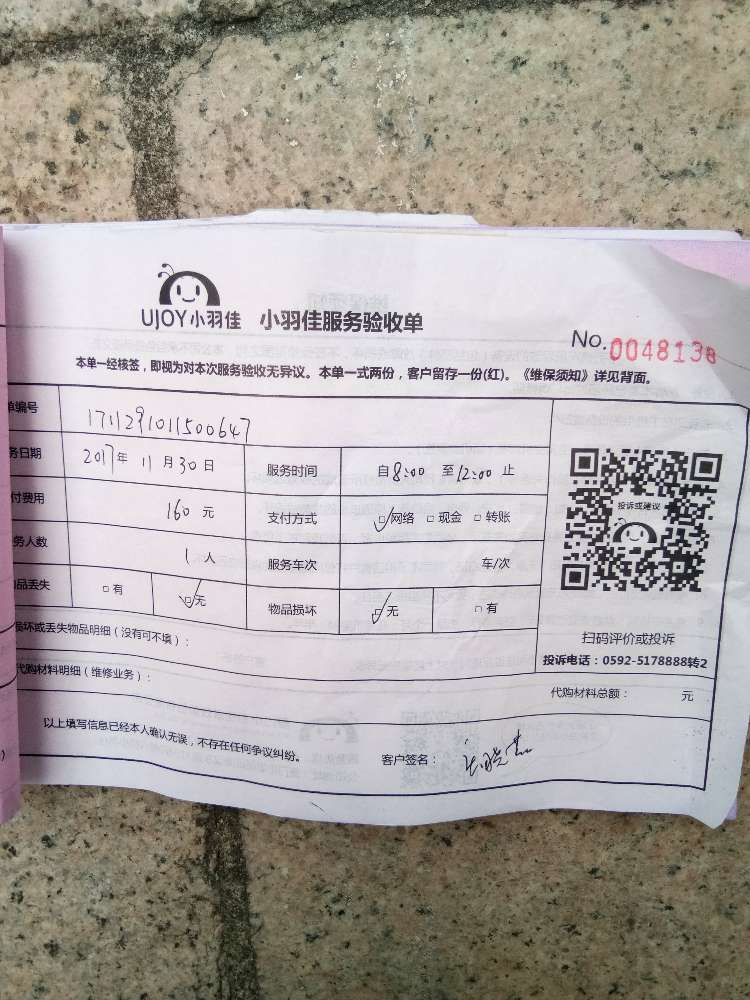 UJOY小羽佳 小羽佳服务验收单
No.0048138
本单一经核签，即视为对本次服务验收无异议。本单一式两份，客户留存一份(红)。《维保须知》详见背面。
单编号 1711291011500647
务日期 2017年 11月30日 服务时间 自8:00 至12:00 止
付费用 160 元 支付方式 ☑网络 □现金 □转账
务人数 1人 服务车次 车/次
品丢失 □有 ☑无 物品损坏 ☑无 □有
损坏或丢失物品明细（没有可不填）：
代购材料明细（维修业务）：
投诉或建议
扫码评价或投诉
投诉电话：0592-5178888转2
代购材料总额： 元
以上填写信息已经本人确认无误，不存在任何争议纠纷。 客户签名：